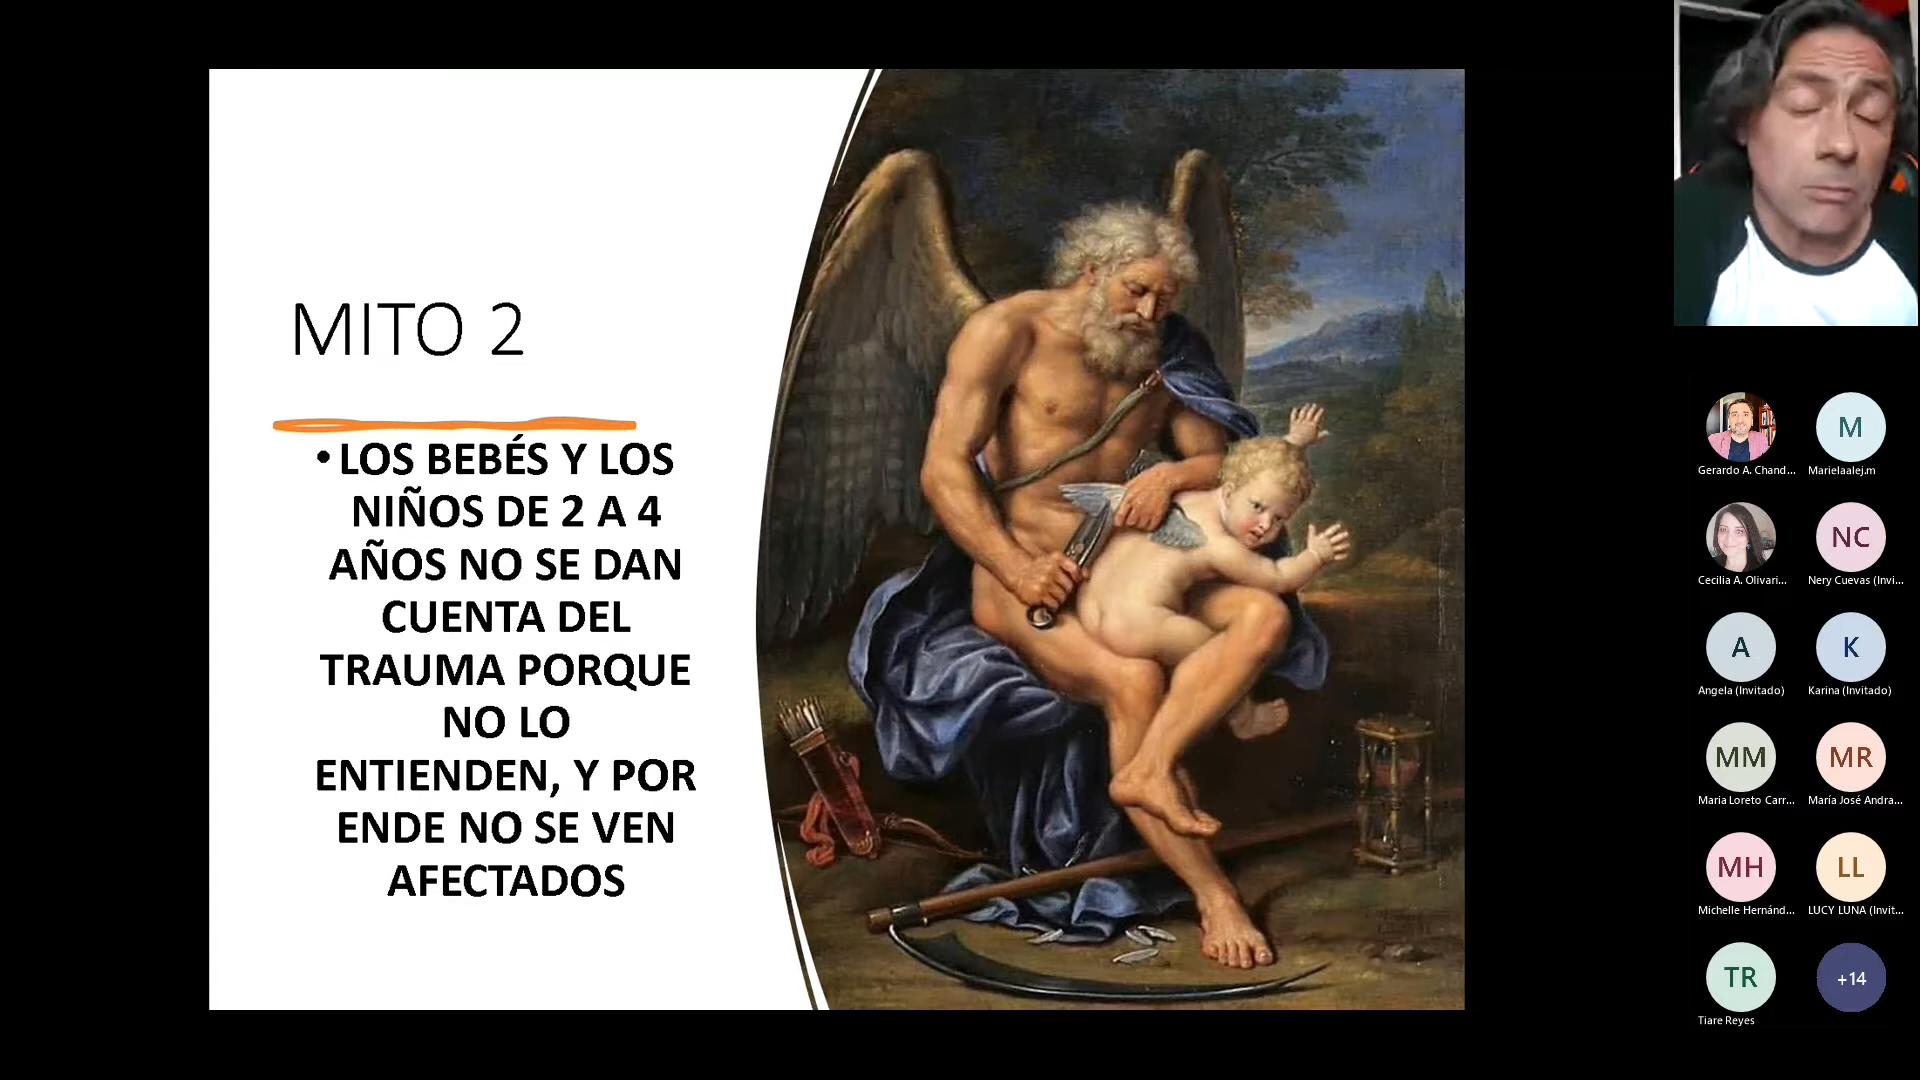 MITO 2
• LOS BEBÉS Y LOS
NIÑOS DE 2 A 4
AÑOS NO SE DAN
CUENTA DEL
TRAUMA PORQUE
NO LO
ENTIENDEN, Y POR
ENDE NO SE VEN
AFECTADOS
Gerardo A. Chand...
M
Marielaalej.m
Cecilia A. Olivari...
NC
Nery Cuevas (Invi...
A
Angela (Invitado)
K
Karina (Invitado)
MM
Maria Loreto Carr...
MR
María José Andra...
MH
Michelle Hernánd...
LL
LUCY LUNA (Invit...
TR
Tiare Reyes
+14